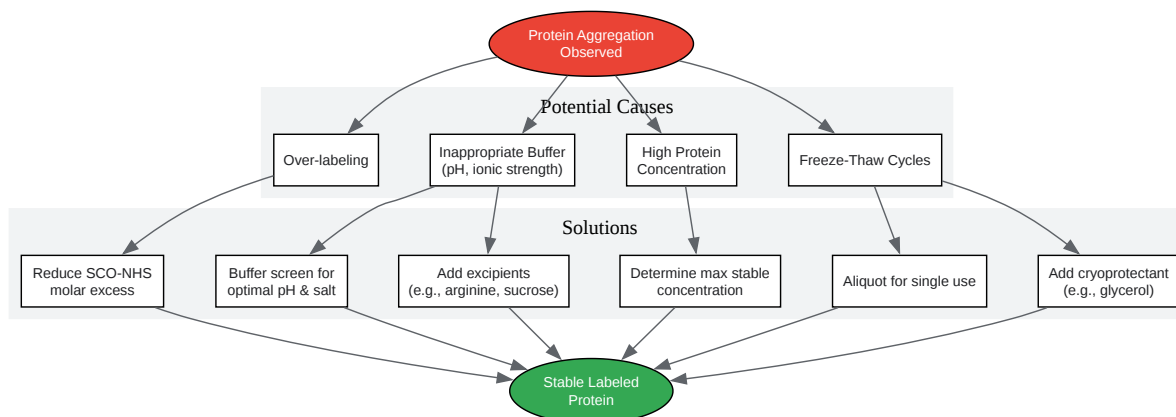 Protein Aggregation
Observed
Potential Causes
Over-labeling
Inappropriate Buffer
(pH, ionic strength)
High Protein
Concentration
Freeze-Thaw Cycles
Solutions
Reduce SCO-NHS
molar excess
Buffer screen for
optimal pH & salt
Add excipients
(e.g., arginine, sucrose)
Determine max stable
concentration
Aliquot for single use
Add cryoprotectant
(e.g., glycerol)
Stable Labeled
Protein